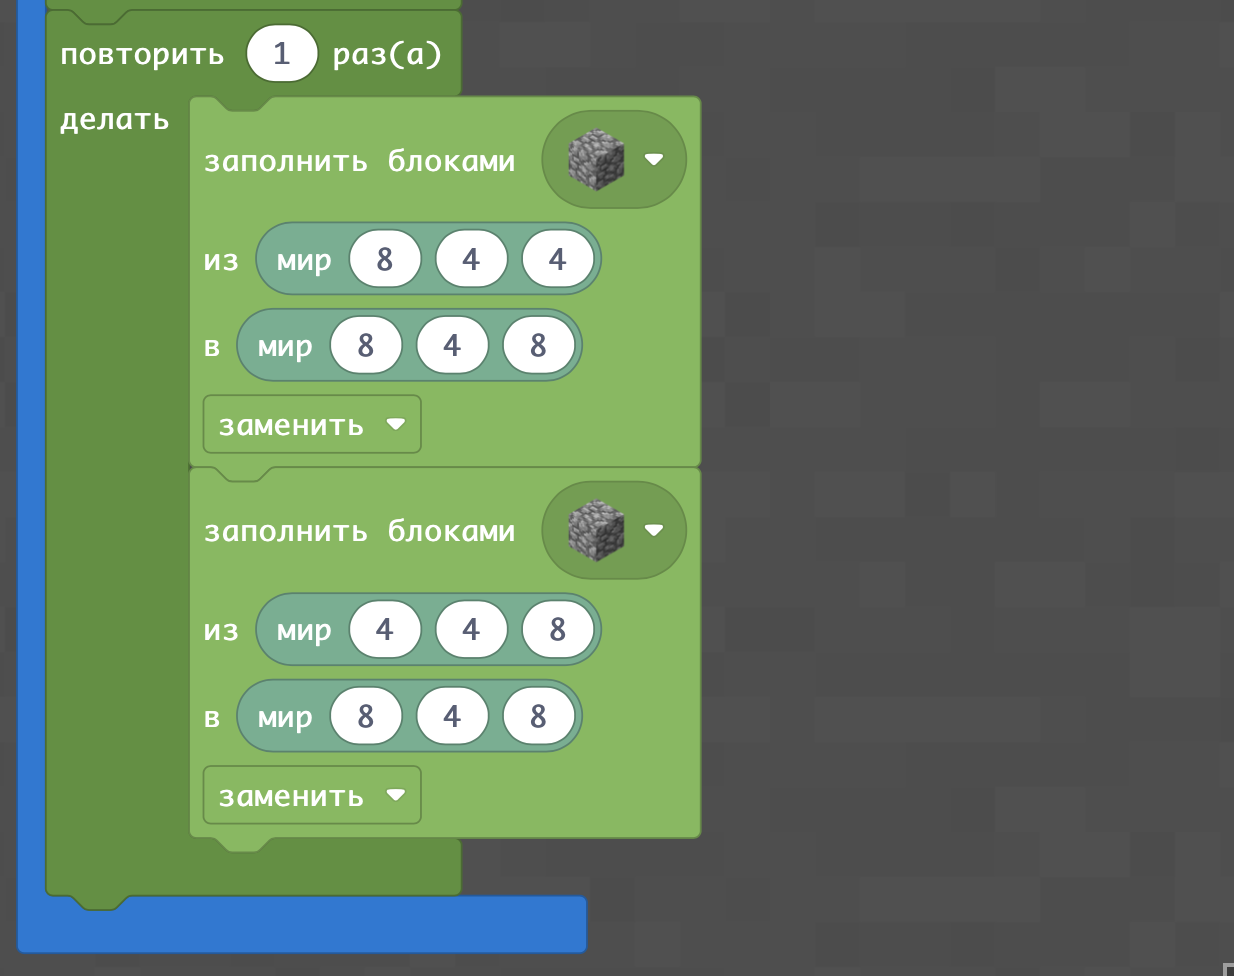 повторить 1 раз(а)
делать
заполнить блоками
из мир 8 4 4
в мир 8 4 8
заменить
заполнить блоками
из мир 4 4 8
в мир 8 4 8
заменить